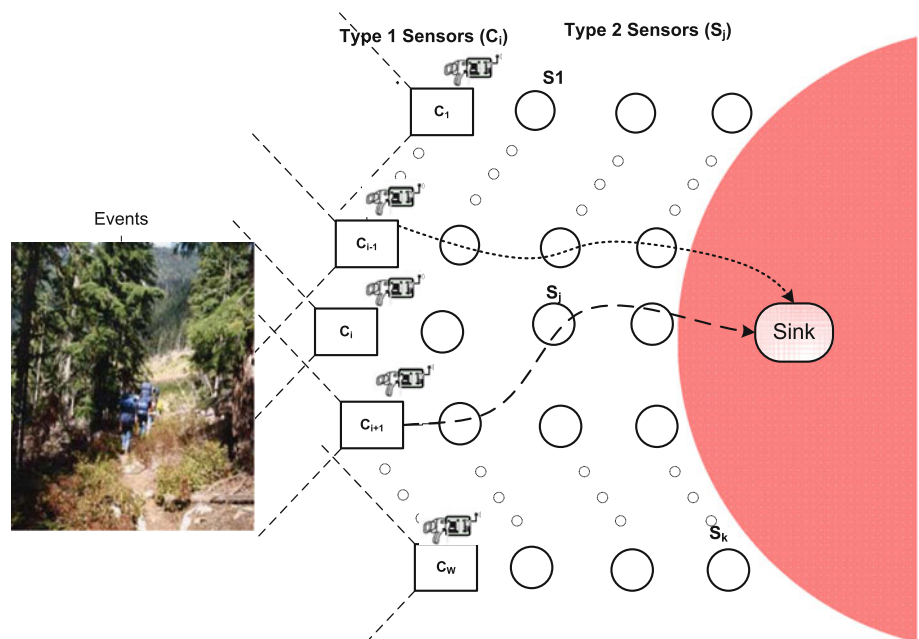 Type 1 Sensors (Ci)
Type 2 Sensors (Sj)
C1
S1
Events
Ci-1
Ci
Sj
Sink
Ci+1
Sk
CW